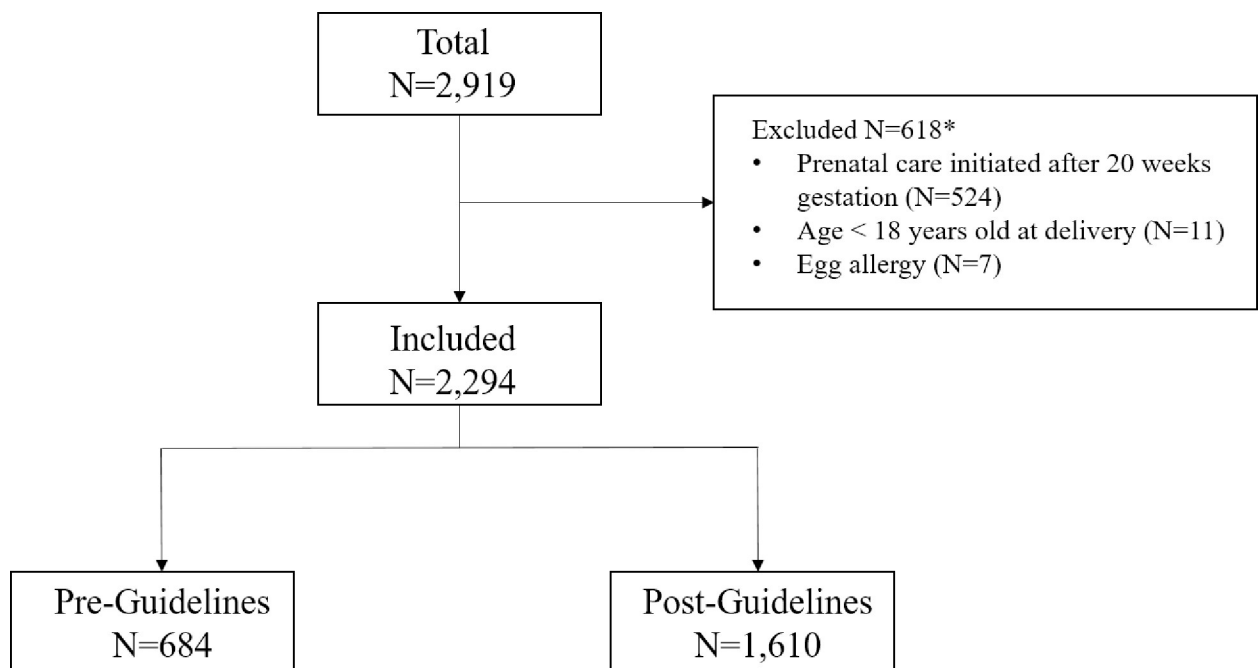 Total
N=2,919
Excluded N=618*
• Prenatal care initiated after 20 weeks
gestation (N=524)
• Age < 18 years old at delivery (N=11)
• Egg allergy (N=7)
Included
N=2,294
Pre-Guidelines
N=684
Post-Guidelines
N=1,610